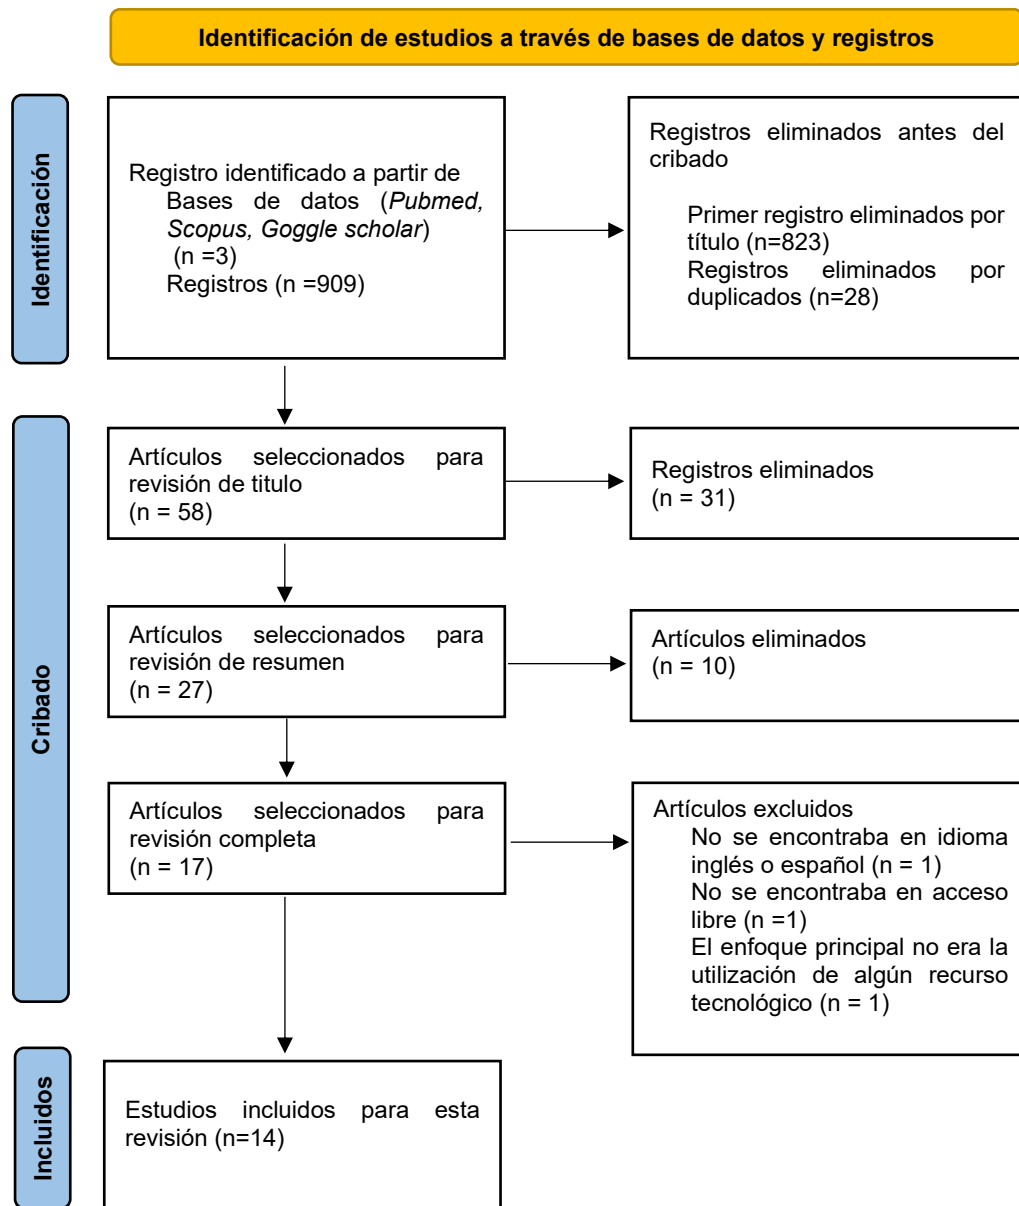 Identificación de estudios a través de bases de datos y registros
Identificación
Registro identificado a partir de
Bases de datos (Pubmed,
Scopus, Goggle scholar)
(n =3)
Registros (n =909)
Registros eliminados antes del
cribado
Primer registro eliminados por
título (n=823)
Registros eliminados por
duplicados (n=28)
Cribado
Artículos seleccionados para
revisión de titulo
(n = 58)
Registros eliminados
(n = 31)
Artículos seleccionados para
revisión de resumen
(n = 27)
Artículos eliminados
(n = 10)
Artículos seleccionados para
revisión completa
(n = 17)
Artículos excluidos
No se encontraba en idioma
inglés o español (n = 1)
No se encontraba en acceso
libre (n =1)
El enfoque principal no era la
utilización de algún recurso
tecnológico (n = 1)
Incluidos
Estudios incluidos para esta
revisión (n=14)